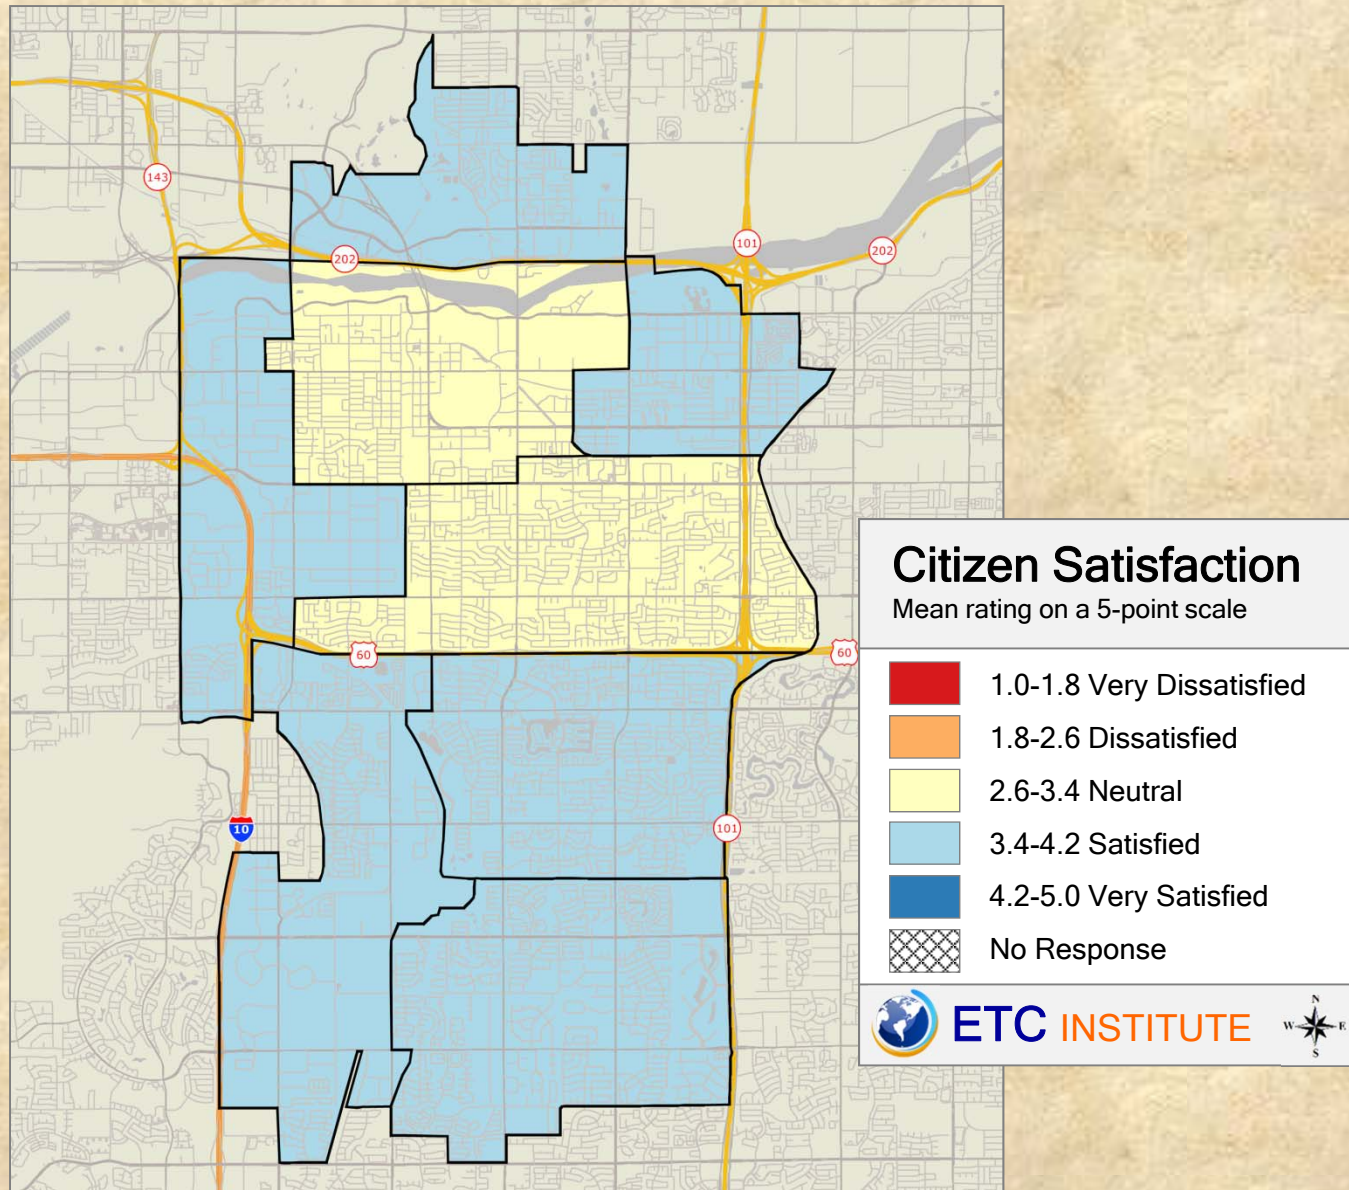 143
101
202
202
Citizen Satisfaction
Mean rating on a 5-point scale
60
60
1.0-1.8 Very Dissatisfied
1.8-2.6 Dissatisfied
2.6-3.4 Neutral
10
101
3.4-4.2 Satisfied
4.2-5.0 Very Satisfied
No Response
ETC INSTITUTE
N
W E
S